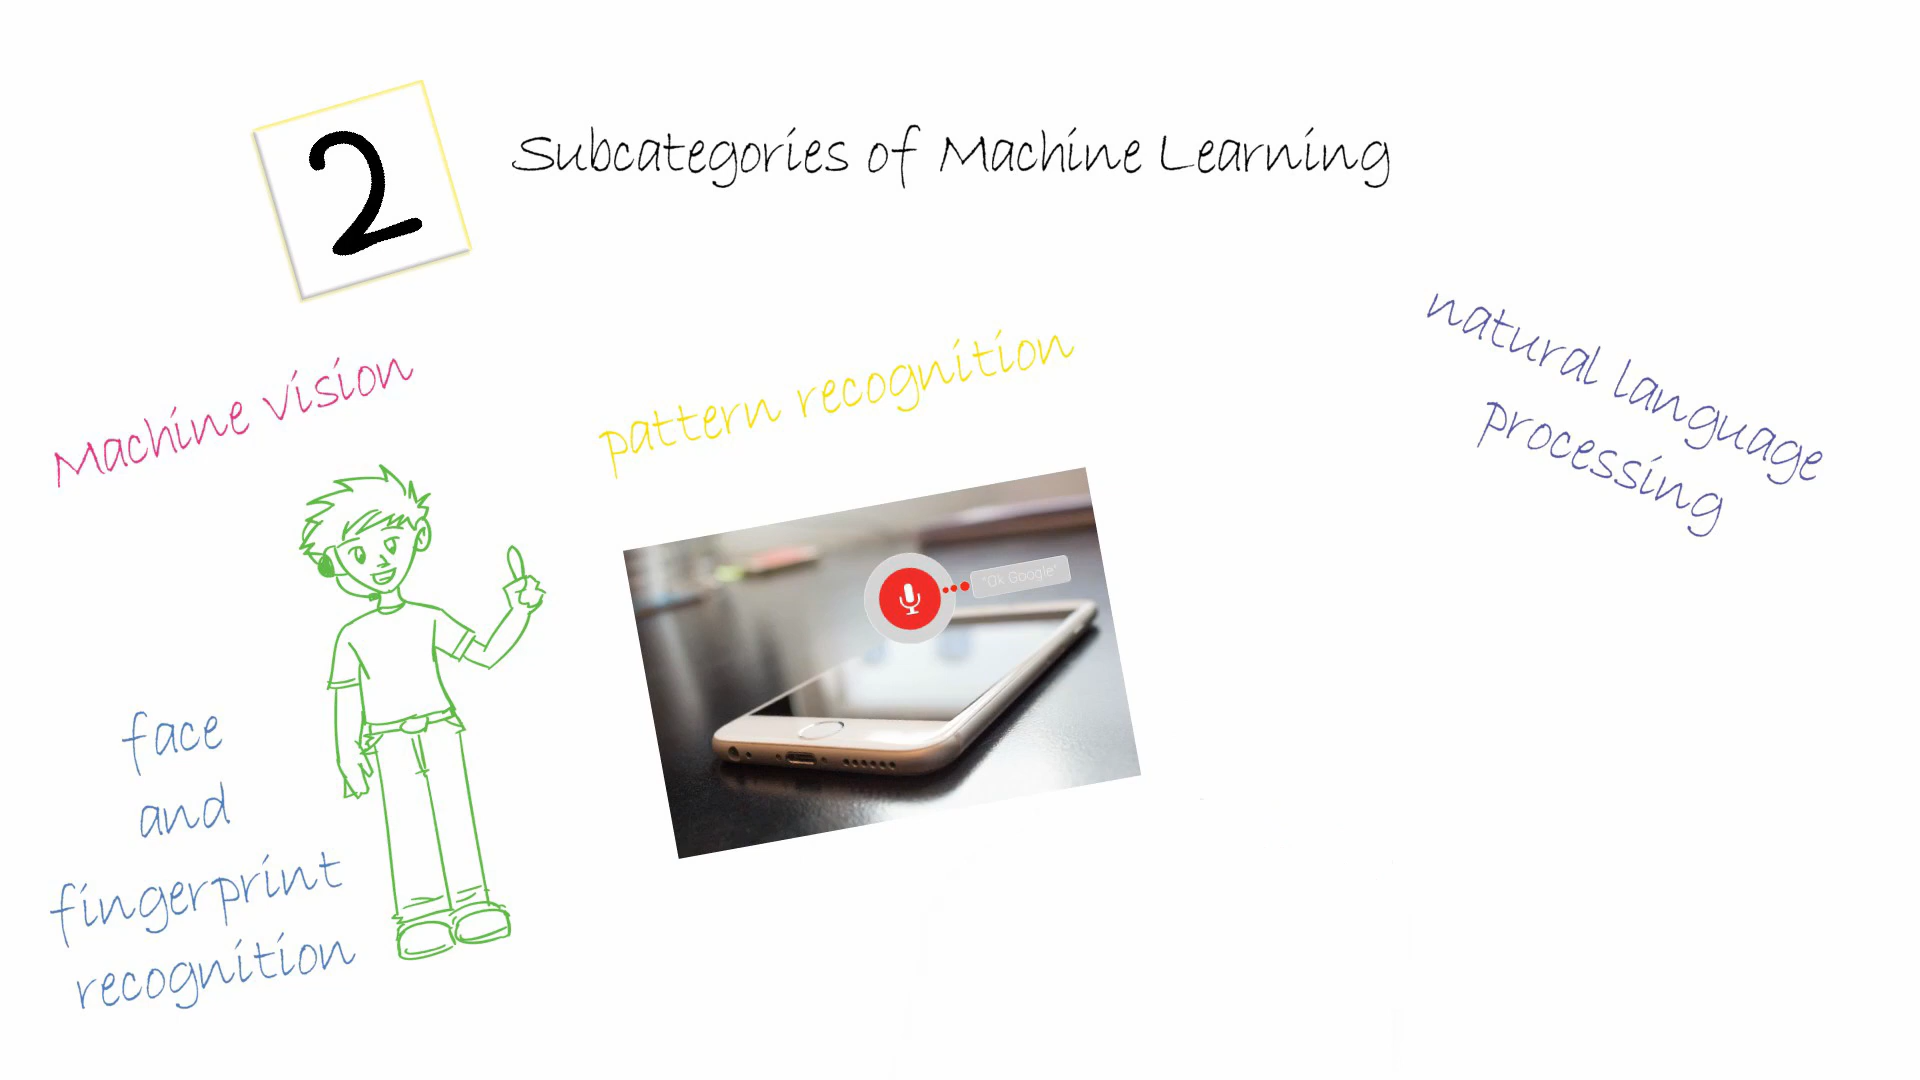 2
Subcategories of Machine Learning
Machine vision
pattern recognition
natural language
processing
"Ok Google"
face
and
fingerprint
recognition